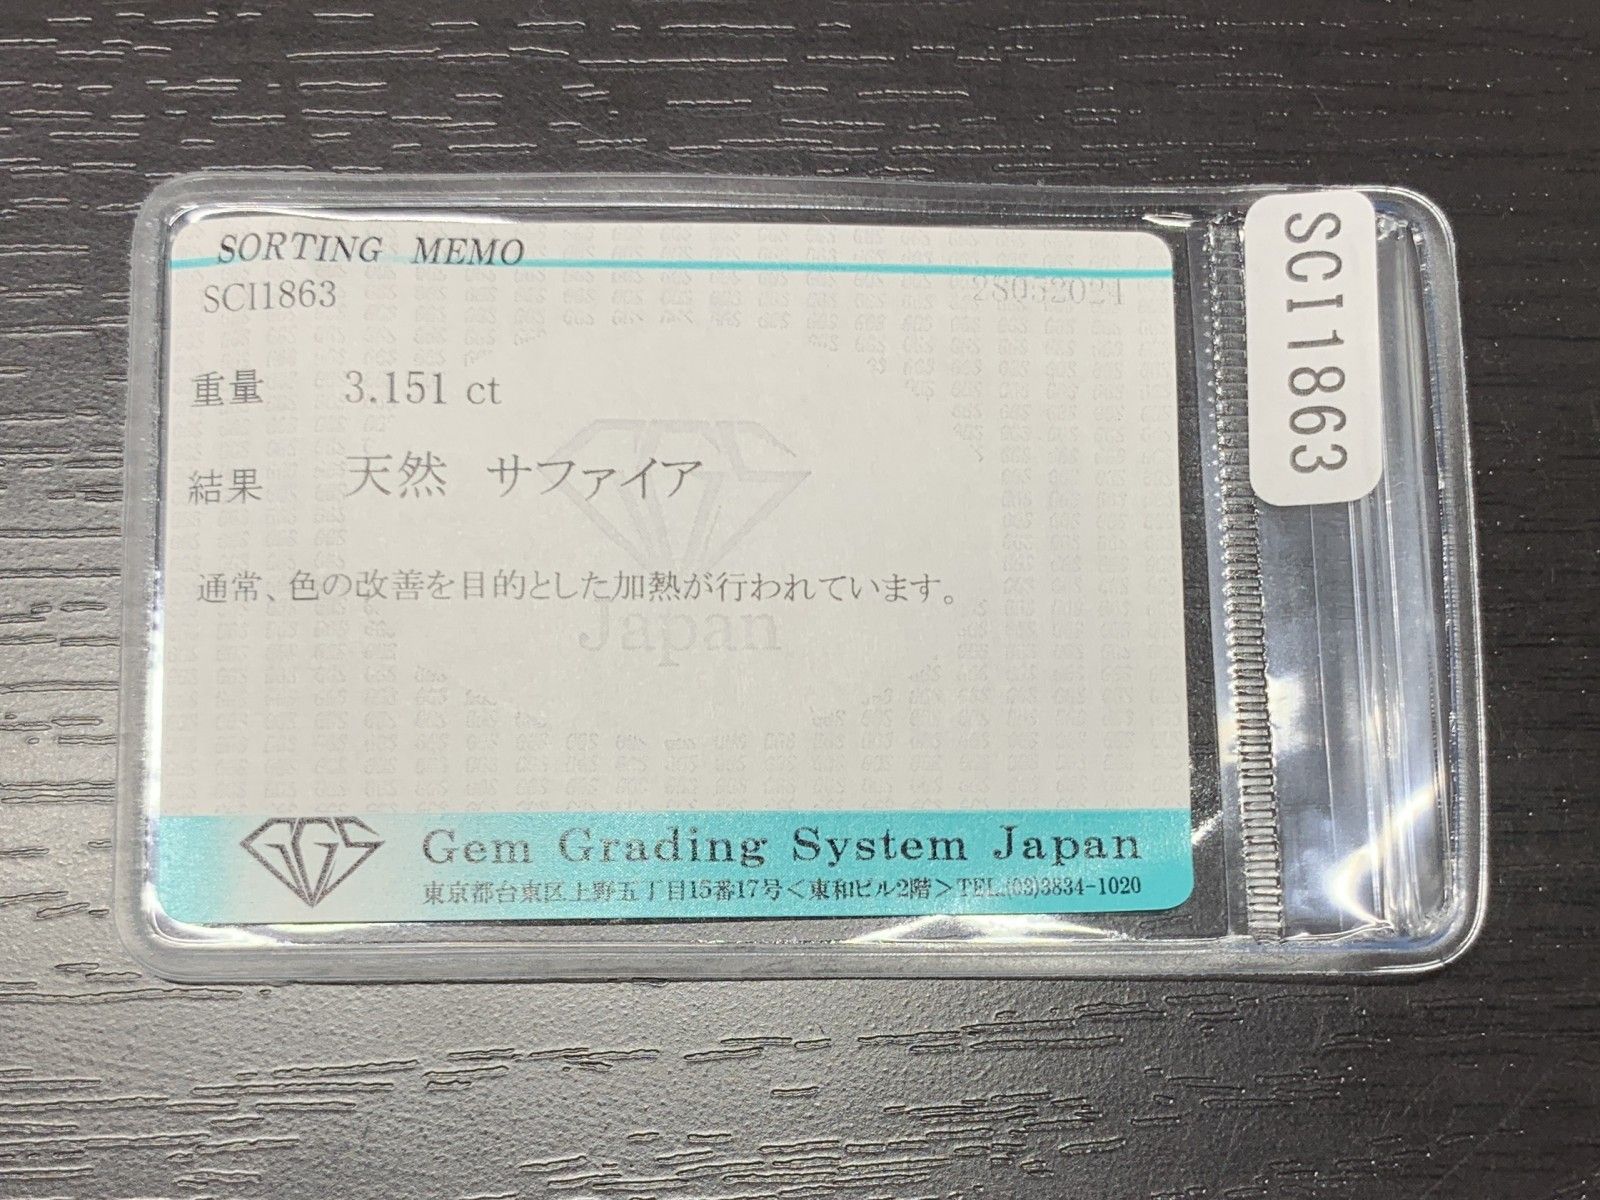 SORTING MEMO
SCI1863
重量 3.151 ct
結果 天然 サファイア
通常、色の改善を目的とした加熱が行われています。
Japan
GGS
Gem Grading System Japan
東京都台東区上野五丁目15番17号＜東和ビル2階＞TEL.(03)3834-1020
SCI1863